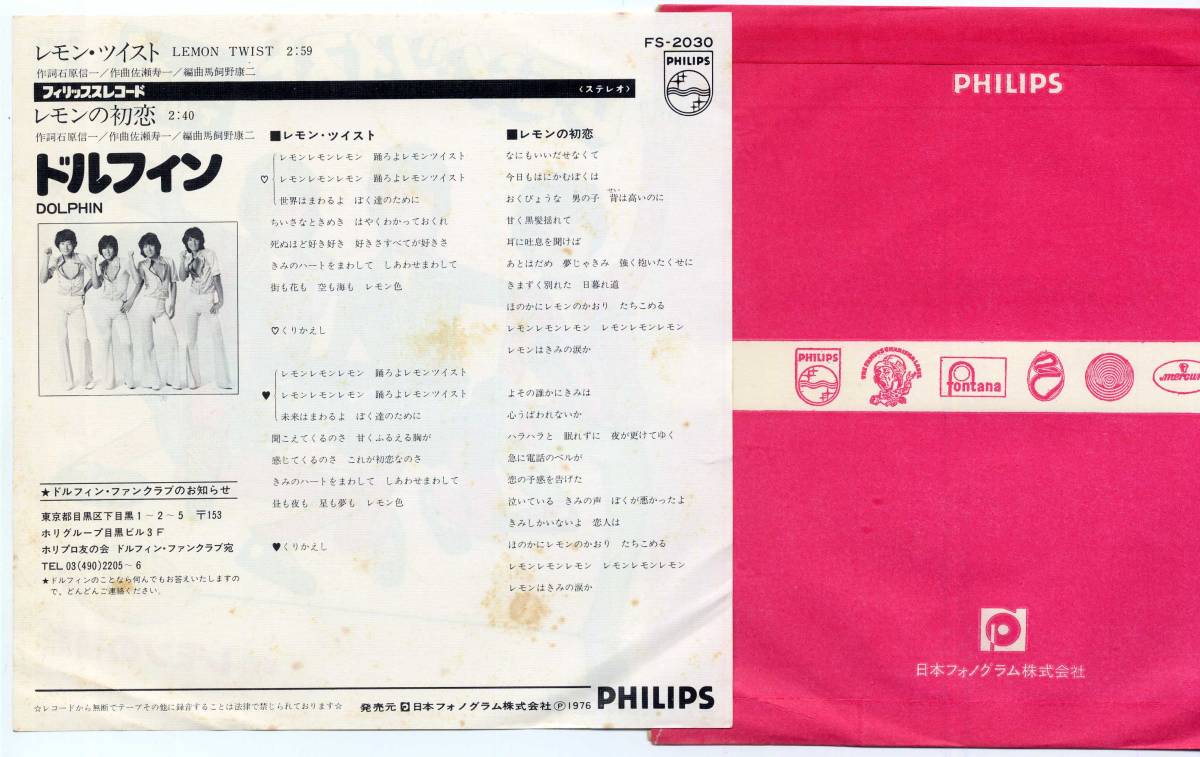 レモン・ツイスト LEMON TWIST 2:59
作詞石原信一／作曲佐瀬寿一／編曲馬飼野康二
フィリップスレコード 〈ステレオ〉
レモンの初恋 2:40
作詞石原信一／作曲佐瀬寿一／編曲馬飼野康二
ドルフィン
DOLPHIN
FS-2030
PHILIPS
■レモン・ツイスト
レモンレモンレモン 踊ろよレモンツイスト
♡ レモンレモンレモン 踊ろよレモンツイスト
世界はまわるよ ぼく達のために
ちいさなときめき はやくわかっておくれ
死ぬほど好き好き 好きさすべてが好きさ
きみのハートをまわして しあわせまわして
街も花も 空も海も レモン色
♡くりかえし
レモンレモンレモン 踊ろよレモンツイスト
♥ レモンレモンレモン 踊ろよレモンツイスト
未来はまわるよ ぼく達のために
聞こえてくるのさ 甘くふるえる胸が
感じてくるのさ これが初恋なのさ
きみのハートをまわして しあわせまわして
昼も夜も 星も夢も レモン色
♥くりかえし
■レモンの初恋
なにもいいだせなくて
今日もはにかむぼくは
おくびょうな 男の子 背は高いのに
せい
甘く黒髪揺れて
耳に吐息を聞けば
あとはだめ 夢じゃきみ 強く抱いたくせに
きまずく別れた 日暮れ道
ほのかにレモンのかおり たちこめる
レモンレモンレモン レモンレモンレモン
レモンはきみの涙か
よその誰かにきみは
心うばわれないか
ハラハラと 眠れずに 夜が更けてゆく
急に電話のベルが
恋の予感を告げた
泣いている きみの声 ぼくが悪かったよ
きみしかいないよ 恋人は
ほのかにレモンのかおり たちこめる
レモンレモンレモン レモンレモンレモン
レモンはきみの涙か
★ドルフィン・ファンクラブのお知らせ
東京都目黒区下目黒1〜2〜5 〒153
ホリグループ目黒ビル3F
ホリプロ友の会 ドルフィン・ファンクラブ宛
TEL 03(490)2205〜6
★ドルフィンのことなら何んでもお答えいたしますの
で、どんどんご連絡ください。
☆レコードから無断でテープその他に録音することは法律で禁じられております☆
発売元 日本フォノグラム株式会社 Ⓟ1976 PHILIPS
PHILIPS
PHILIPS
fontana
mercur
日本フォノグラム株式会社